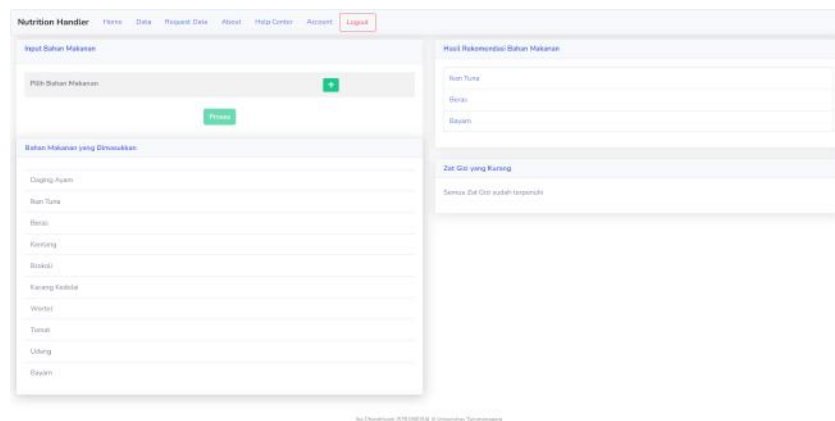 Nutrition Handler Home Data Request Data About Help Center Account Logout
Input Bahan Makanan
Pilih Bahan Makanan
+
Proses
Bahan Makanan yang Dimasukkan
Daging Ayam
Ikan Tuna
Beras
Kentang
Brokoli
Kacang Kedelai
Wortel
Tomat
Udang
Bayam
Hasil Rekomendasi Bahan Makanan
Ikan Tuna
Beras
Bayam
Zat Gizi yang Kurang
Semua Zat Gizi sudah terpenuhi
Universitas Tarumanagara